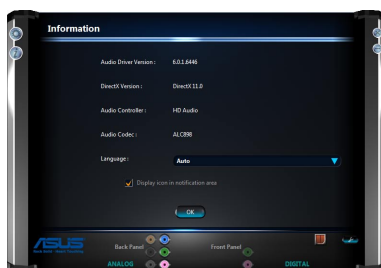 Information
Audio Driver Version : 6.0.1.6446
DirectX Version : DirectX 11.0
Audio Controller : HD Audio
Audio Codec : ALC898
Language : Auto
Display icon in notification area
OK
ASUS
Back Panel Front Panel
ANALOG DIGITAL